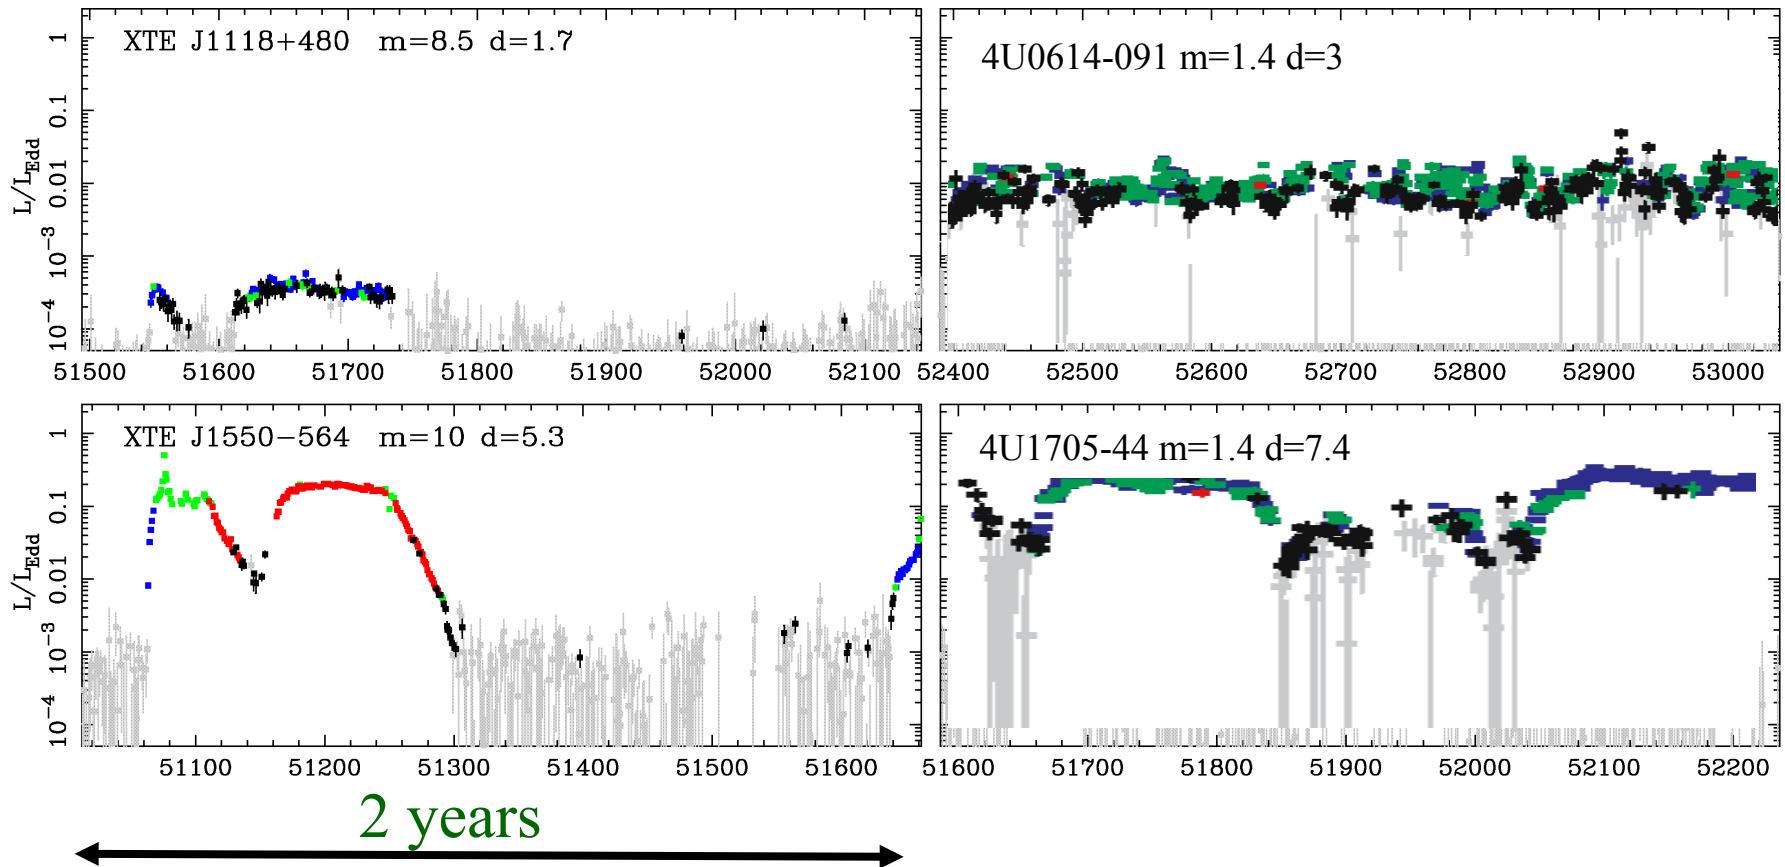 XTE J1118+480 m=8.5 d=1.7
4U0614-091 m=1.4 d=3
L/L_Edd
1
0.1
0.01
10⁻³
10⁻⁴
51500 51600 51700 51800 51900 52000 52100
52400 52500 52600 52700 52800 52900 53000
XTE J1550−564 m=10 d=5.3
4U1705-44 m=1.4 d=7.4
L/L_Edd
1
0.1
0.01
10⁻³
10⁻⁴
51100 51200 51300 51400 51500 51600
51600 51700 51800 51900 52000 52100 52200
2 years